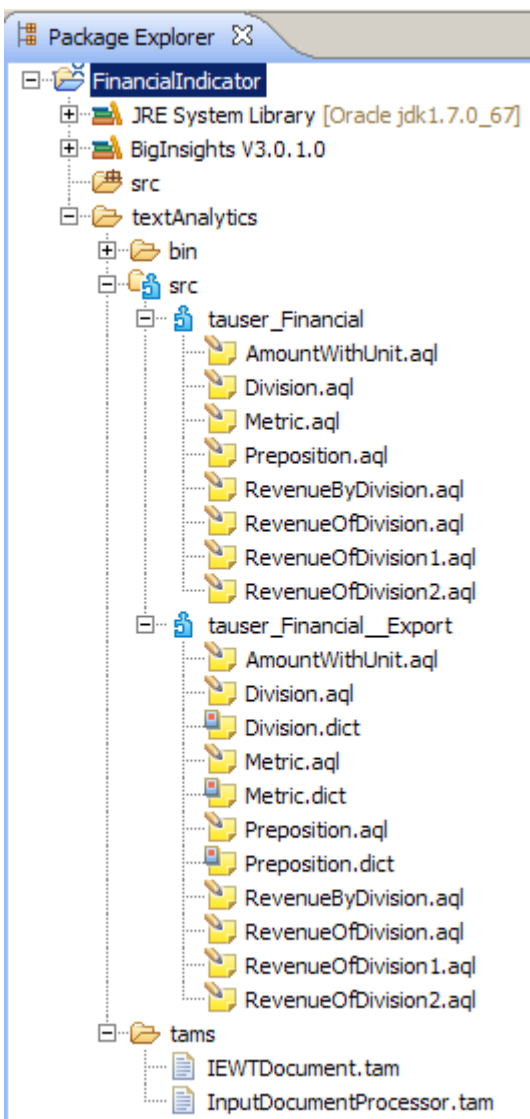 Package Explorer
FinancialIndicator
JRE System Library [Oracle jdk1.7.0_67]
BigInsights V3.0.1.0
src
textAnalytics
bin
src
tauser_Financial
AmountWithUnit.aql
Division.aql
Metric.aql
Preposition.aql
RevenueByDivision.aql
RevenueOfDivision.aql
RevenueOfDivision1.aql
RevenueOfDivision2.aql
tauser_Financial__Export
AmountWithUnit.aql
Division.aql
Division.dict
Metric.aql
Metric.dict
Preposition.aql
Preposition.dict
RevenueByDivision.aql
RevenueOfDivision.aql
RevenueOfDivision1.aql
RevenueOfDivision2.aql
tams
IEWTDocument.tam
InputDocumentProcessor.tam